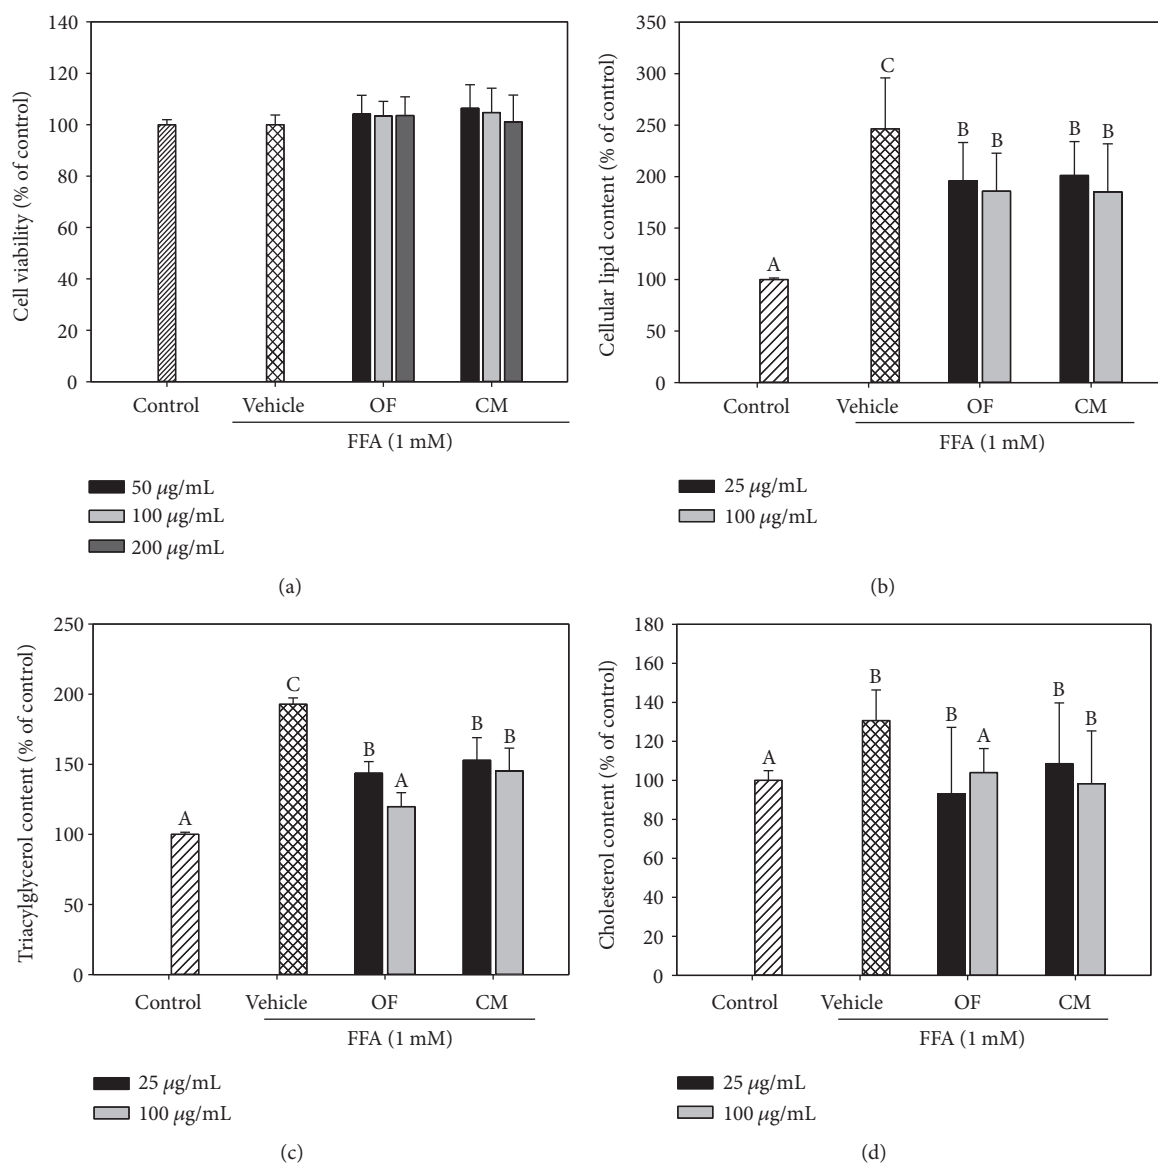 140
120
100
80
60
40
20
0
Cell viability (% of control)
Control
Vehicle
OF
CM
FFA (1 mM)
50 μg/mL
100 μg/mL
200 μg/mL
(a)
350
300
250
200
150
100
50
0
Cellular lipid content (% of control)
A
C
B
B
B
B
Control
Vehicle
OF
CM
FFA (1 mM)
25 μg/mL
100 μg/mL
(b)
250
200
150
100
50
0
Triacylglycerol content (% of control)
A
C
B
A
B
B
Control
Vehicle
OF
CM
FFA (1 mM)
25 μg/mL
100 μg/mL
(c)
180
160
140
120
100
80
60
40
20
0
Cholesterol content (% of control)
A
B
B
A
B
B
Control
Vehicle
OF
CM
FFA (1 mM)
25 μg/mL
100 μg/mL
(d)